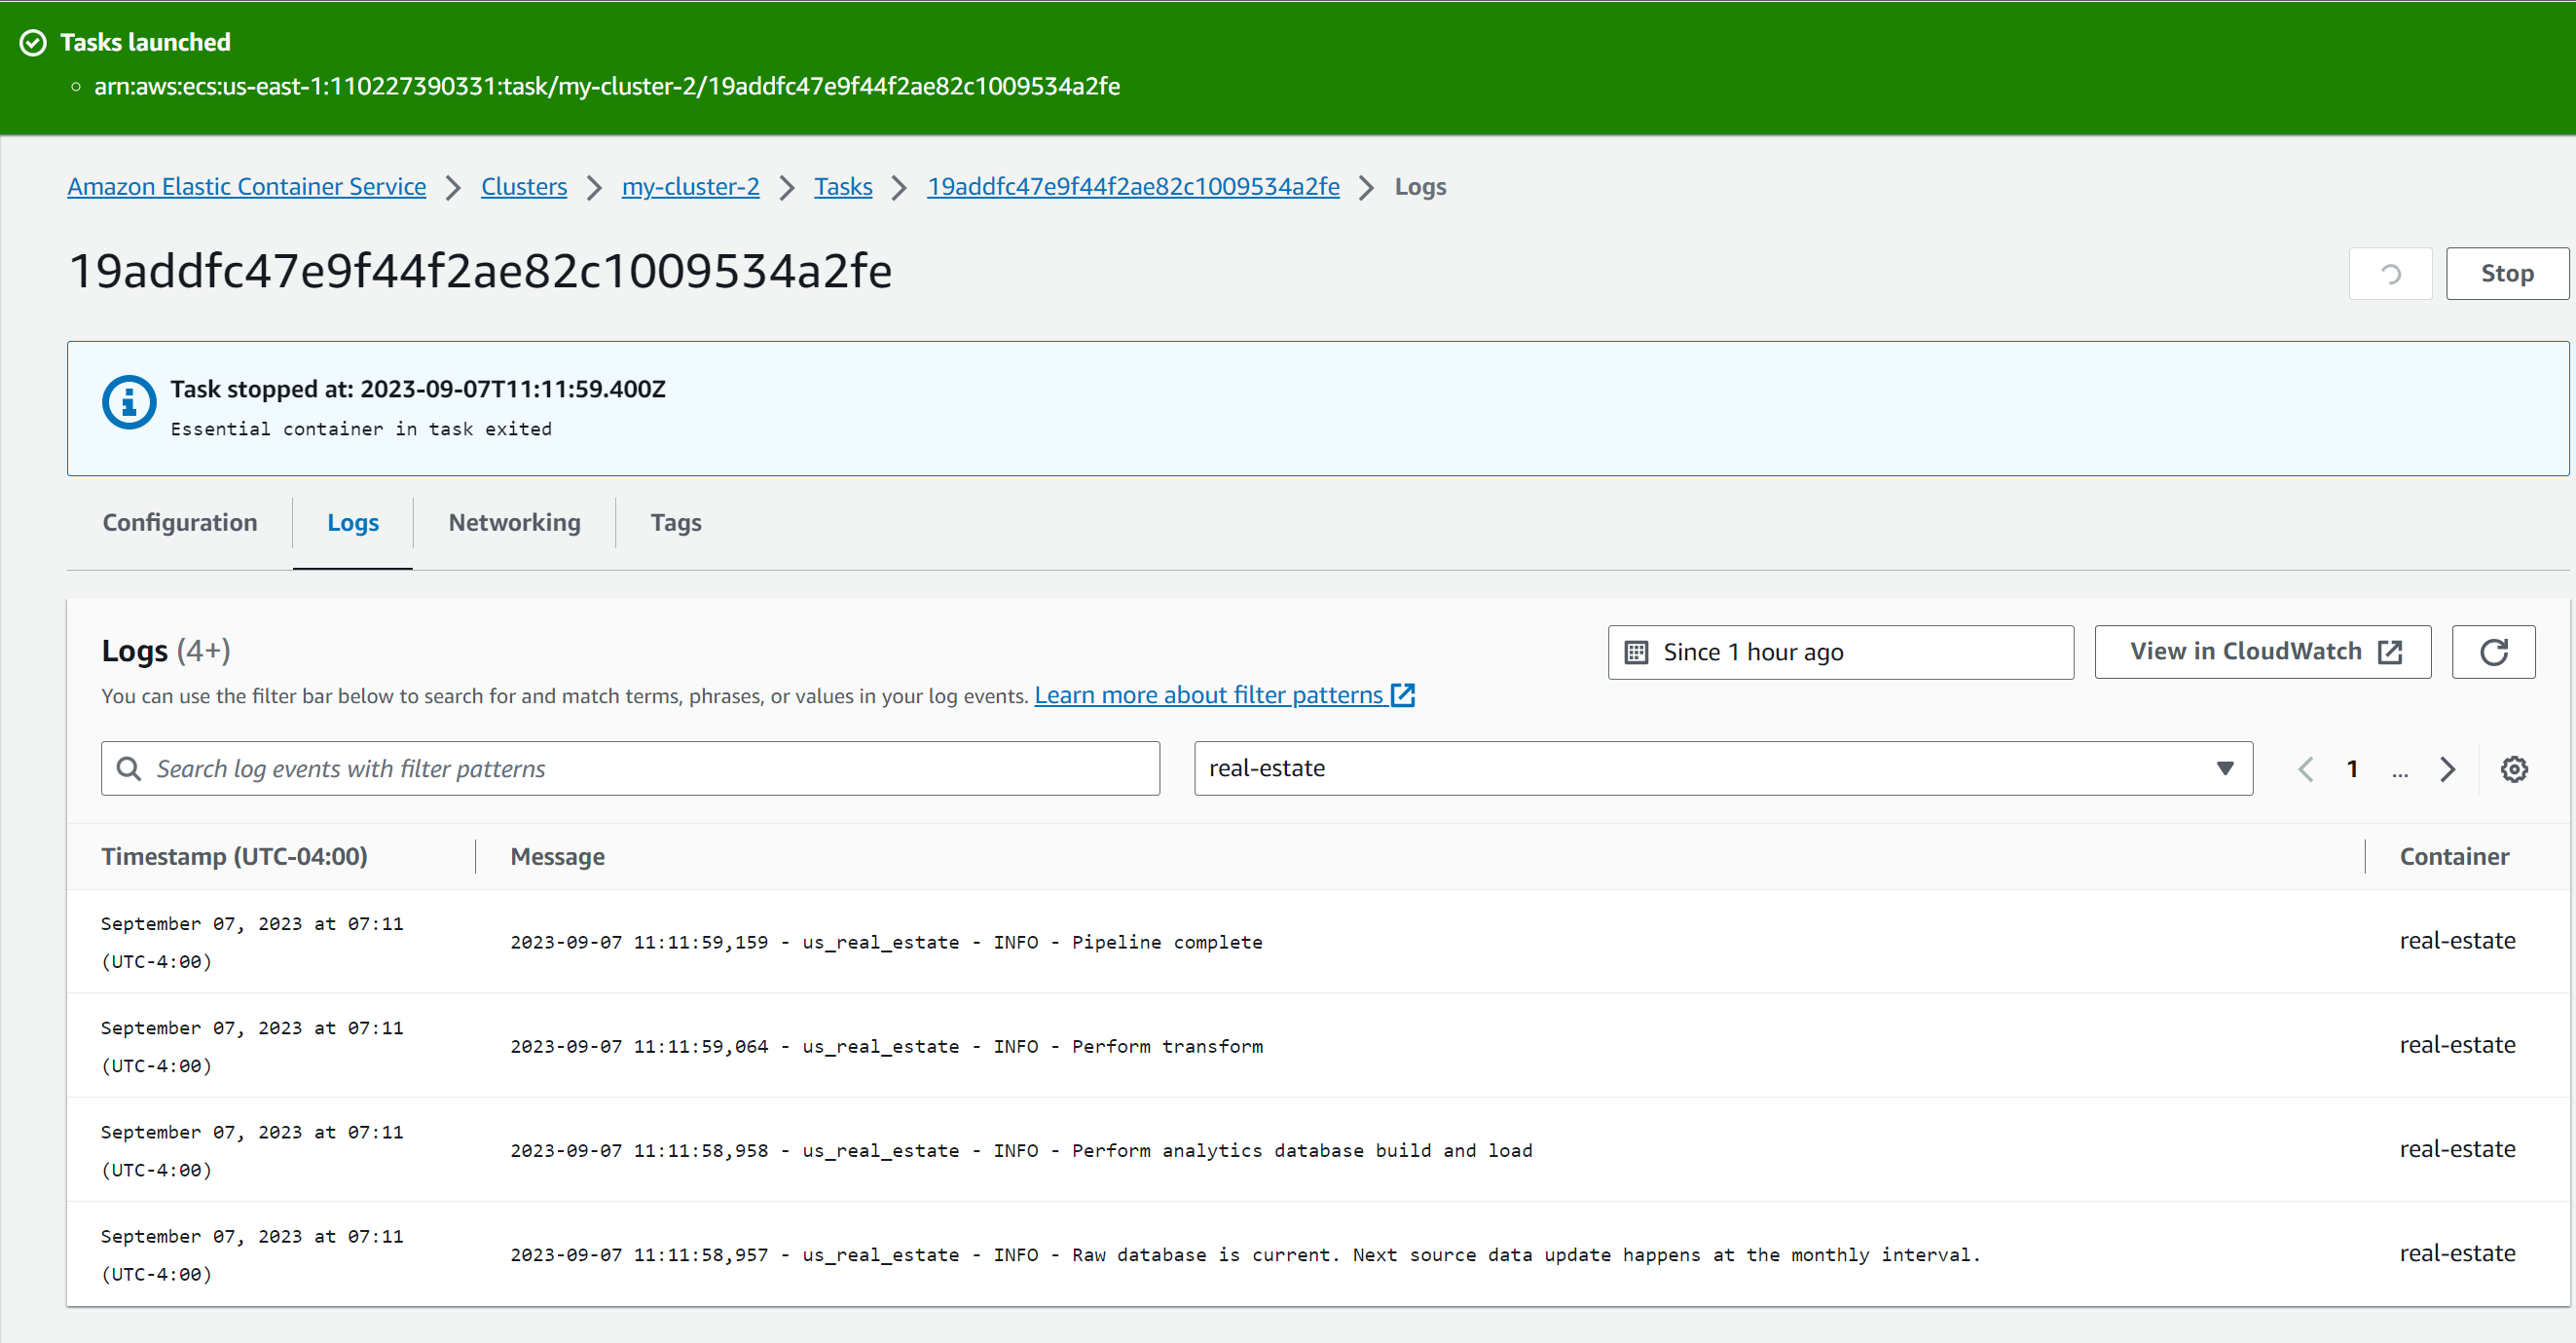 Tasks launched
arn:aws:ecs:us-east-1:110227390331:task/my-cluster-2/19addfc47e9f44f2ae82c1009534a2fe
Amazon Elastic Container Service > Clusters > my-cluster-2 > Tasks > 19addfc47e9f44f2ae82c1009534a2fe > Logs
19addfc47e9f44f2ae82c1009534a2fe
Stop
Task stopped at: 2023-09-07T11:11:59.400Z
Essential container in task exited
Configuration Logs Networking Tags
Logs (4+)
Since 1 hour ago View in CloudWatch
You can use the filter bar below to search for and match terms, phrases, or values in your log events. Learn more about filter patterns
Search log events with filter patterns real-estate 1 ...
Timestamp (UTC-04:00) Message Container
September 07, 2023 at 07:11
(UTC-4:00)
2023-09-07 11:11:59,159 - us_real_estate - INFO - Pipeline complete
real-estate
September 07, 2023 at 07:11
(UTC-4:00)
2023-09-07 11:11:59,064 - us_real_estate - INFO - Perform transform
real-estate
September 07, 2023 at 07:11
(UTC-4:00)
2023-09-07 11:11:58,958 - us_real_estate - INFO - Perform analytics database build and load
real-estate
September 07, 2023 at 07:11
(UTC-4:00)
2023-09-07 11:11:58,957 - us_real_estate - INFO - Raw database is current. Next source data update happens at the monthly interval.
real-estate